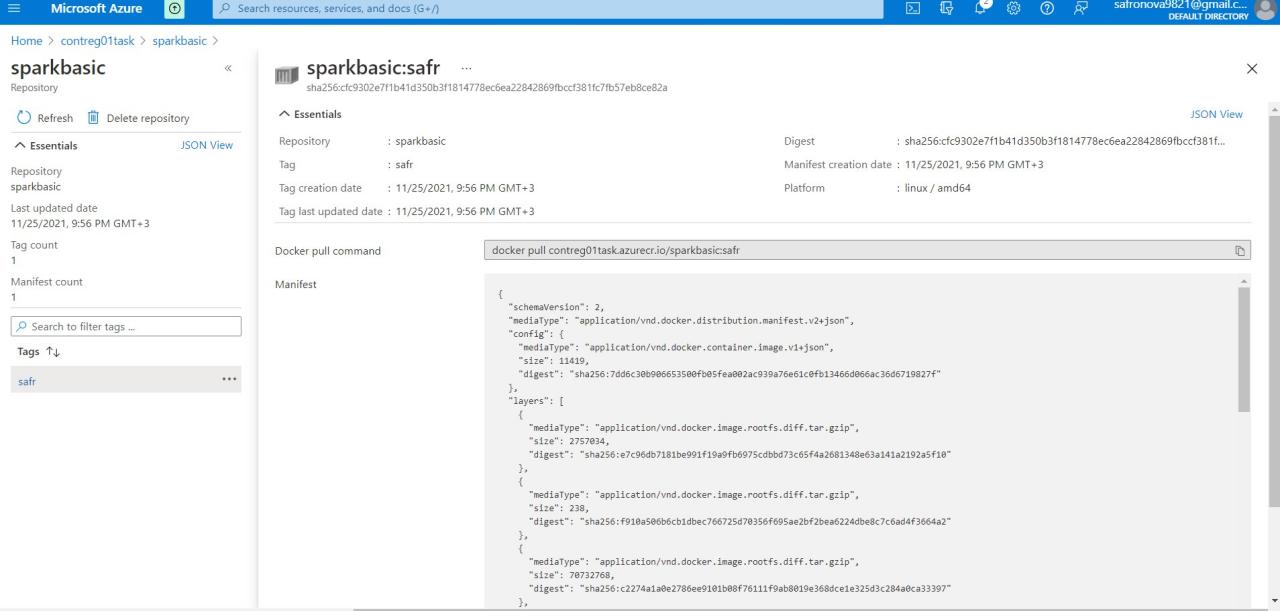 Microsoft Azure
Search resources, services, and docs (G+/)
2
safronova9821@gmail.c...
DEFAULT DIRECTORY
Home > contreg01task > sparkbasic >
sparkbasic
Repository
Refresh Delete repository
Essentials JSON View
Repository
sparkbasic
Last updated date
11/25/2021, 9:56 PM GMT+3
Tag count
1
Manifest count
1
Search to filter tags ...
Tags ↑↓
safr ...
sparkbasic:safr ...
sha256:cfc9302e7f1b41d350b3f1814778ec6ea22842869fbccf381fc7fb57eb8ce82a
Essentials JSON View
Repository : sparkbasic
Tag : safr
Tag creation date : 11/25/2021, 9:56 PM GMT+3
Tag last updated date : 11/25/2021, 9:56 PM GMT+3
Digest : sha256:cfc9302e7f1b41d350b3f1814778ec6ea22842869fbccf381f...
Manifest creation date : 11/25/2021, 9:56 PM GMT+3
Platform : linux / amd64
Docker pull command docker pull contreg01task.azurecr.io/sparkbasic:safr
Manifest
{
"schemaVersion": 2,
"mediaType": "application/vnd.docker.distribution.manifest.v2+json",
"config": {
"mediaType": "application/vnd.docker.container.image.v1+json",
"size": 11419,
"digest": "sha256:7dd6c30b906653500fb05fea002ac939a76e61c0fb13466d066ac36d6719827f"
},
"layers": [
{
"mediaType": "application/vnd.docker.image.rootfs.diff.tar.gzip",
"size": 2757034,
"digest": "sha256:e7c96db7181be991f19a9fb6975cdbbd73c65f4a2681348e63a141a2192a5f10"
},
{
"mediaType": "application/vnd.docker.image.rootfs.diff.tar.gzip",
"size": 238,
"digest": "sha256:f910a506b6cb1dbec766725d70356f695ae2bf2bea6224dbe8c7c6ad4f3664a2"
},
{
"mediaType": "application/vnd.docker.image.rootfs.diff.tar.gzip",
"size": 70732768,
"digest": "sha256:c2274a1a0e2786ee9101b08f76111f9ab8019e368dce1e325d3c284a0ca33397"
},